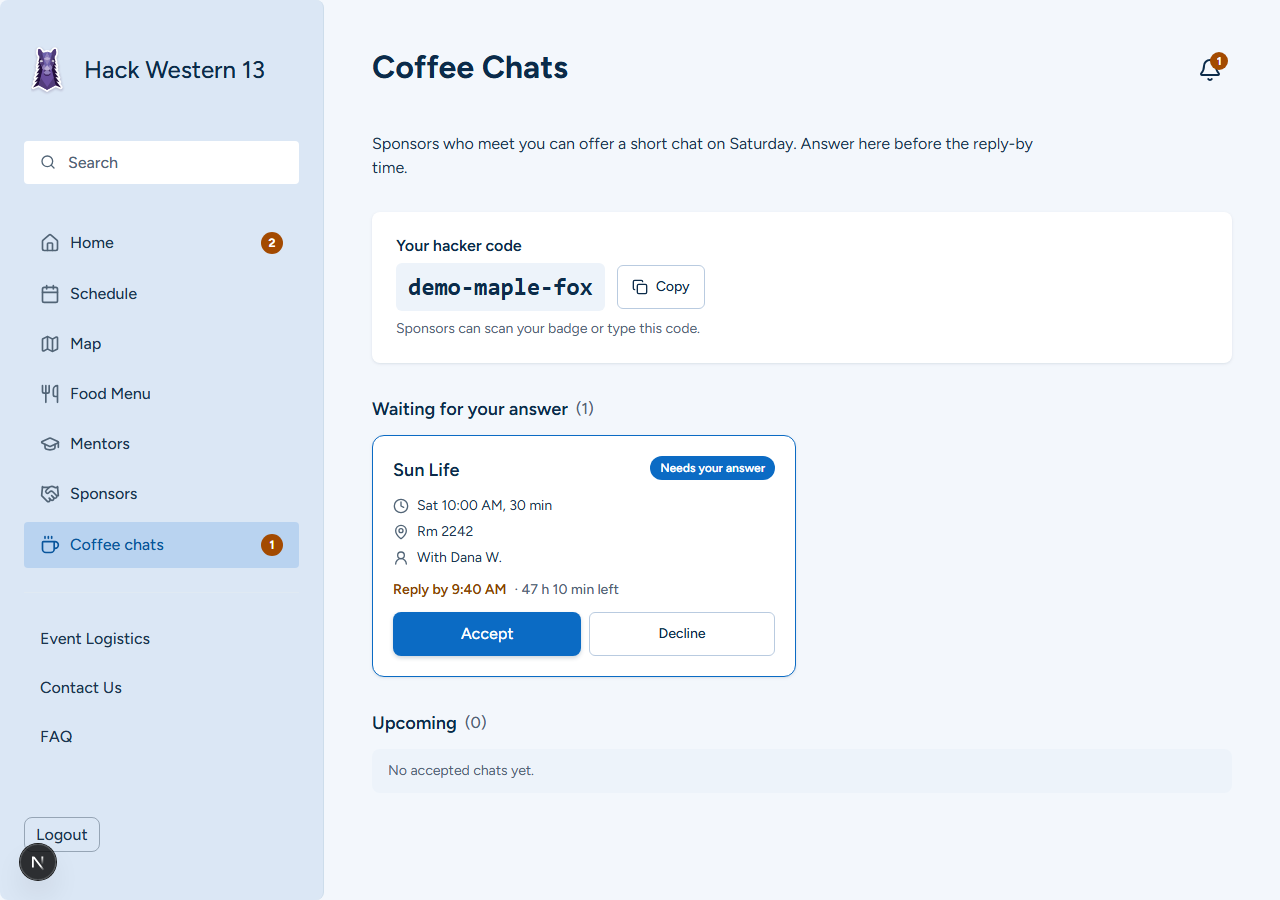 Hack Western 13
Search
Home
2
Schedule
Map
Food Menu
Mentors
Sponsors
Coffee chats
1
Event Logistics
Contact Us
FAQ
Logout
N
Coffee Chats
1
Sponsors who meet you can offer a short chat on Saturday. Answer here before the reply-by
time.
Your hacker code
demo-maple-fox
Copy
Sponsors can scan your badge or type this code.
Waiting for your answer (1)
Sun Life
Needs your answer
Sat 10:00 AM, 30 min
Rm 2242
With Dana W.
Reply by 9:40 AM · 47 h 10 min left
Accept
Decline
Upcoming (0)
No accepted chats yet.